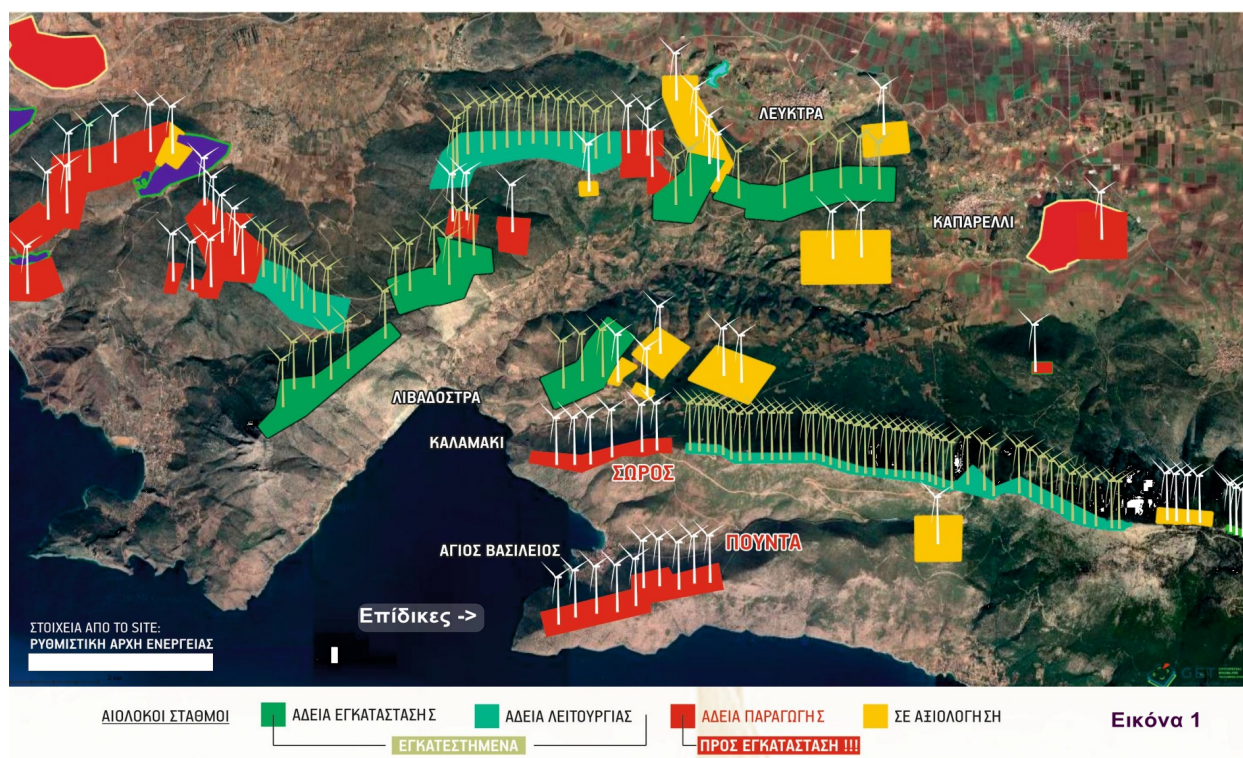 ΛΕΥΚΤΡΑ
ΚΑΠΑΡΕΛΛΙ
ΛΙΒΑΔΟΣΤΡΑ
ΚΑΛΑΜΑΚΙ
ΣΩΡΟΣ
ΑΓΙΟΣ ΒΑΣΙΛΕΙΟΣ
ΠΟΥΝΤΑ
Επίδικες ->
ΣΤΟΙΧΕΙΑ ΑΠΟ ΤΟ SITE:
ΡΥΘΜΙΣΤΙΚΗ ΑΡΧΗ ΕΝΕΡΓΕΙΑΣ
GET
ΑΙΟΛΟΚΟΙ ΣΤΑΘΜΟΙ ΑΔΕΙΑ ΕΓΚΑΤΑΣΤΑΣΗΣ ΑΔΕΙΑ ΛΕΙΤΟΥΡΓΙΑΣ ΑΔΕΙΑ ΠΑΡΑΓΩΓΗΣ ΣΕ ΑΞΙΟΛΟΓΗΣΗ Εικόνα 1
ΕΓΚΑΤΕΣΤΗΜΕΝΑ ΠΡΟΣ ΕΓΚΑΤΑΣΤΑΣΗ !!!